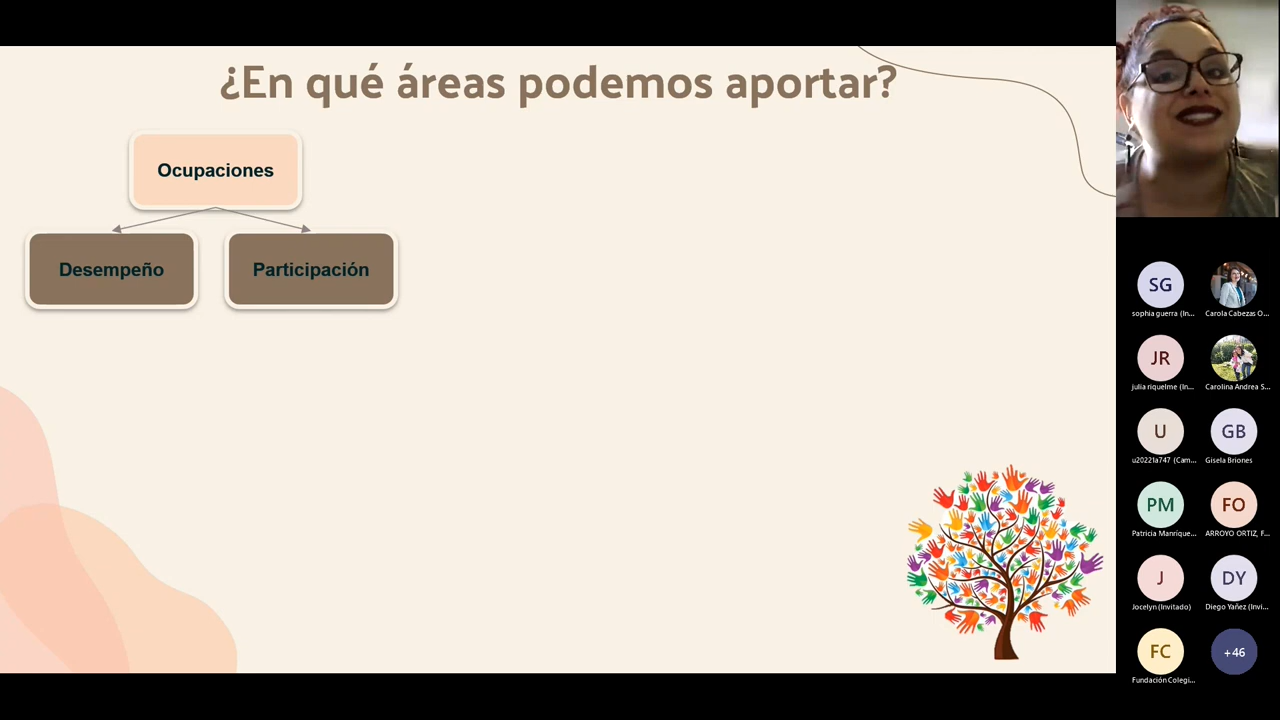 ¿En qué áreas podemos aportar?
Ocupaciones
Desempeño
Participación
SG
sophia guerra (In...
Carola Cabezas O...
JR
julia riquelme (In...
Carolina Andrea S...
U
GB
u20221a747 (Cam...
Gisela Briones
PM
FO
Patricia Manríque...
ARROYO ORTIZ, F...
J
DY
Jocelyn (Invitado)
Diego Yañez (Invi...
FC
+46
Fundación Colegi...